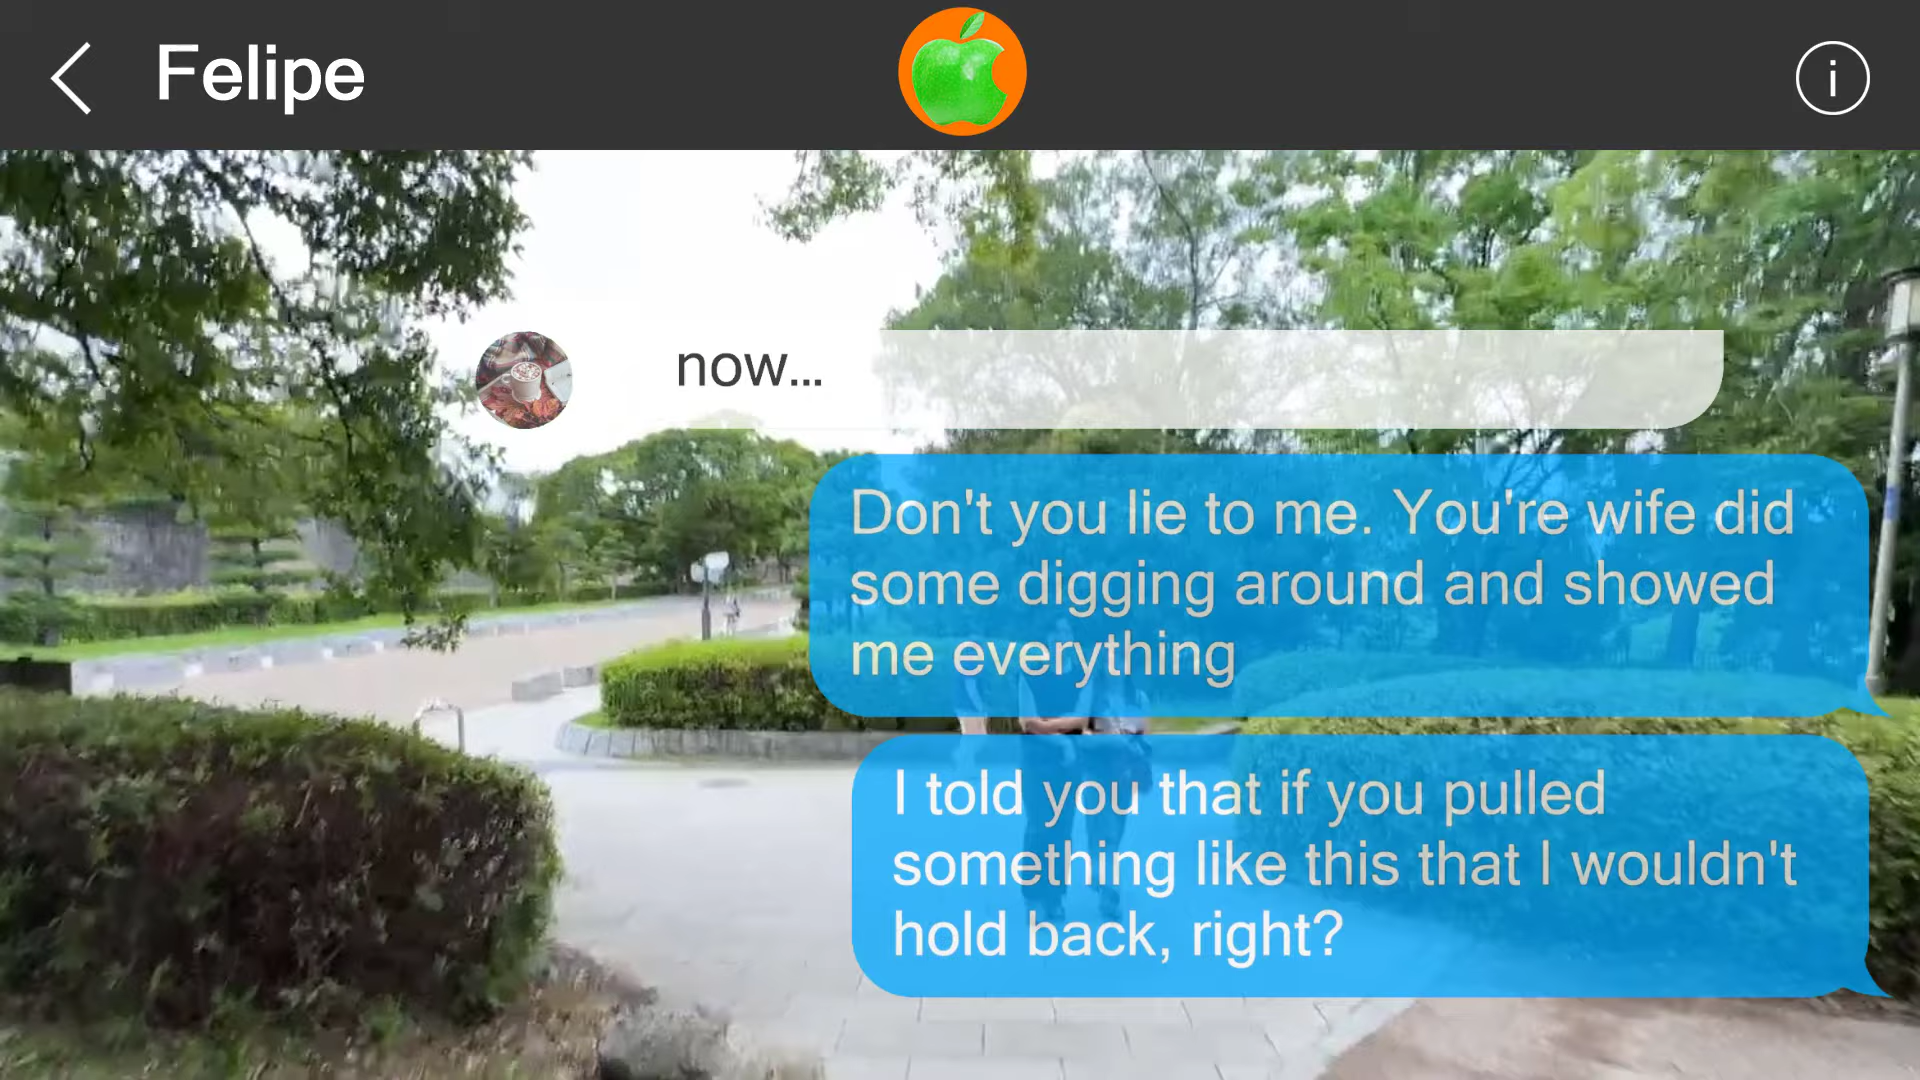 Felipe
now...
Don't you lie to me. You're wife did
some digging around and showed
me everything
I told you that if you pulled
something like this that I wouldn't
hold back, right?